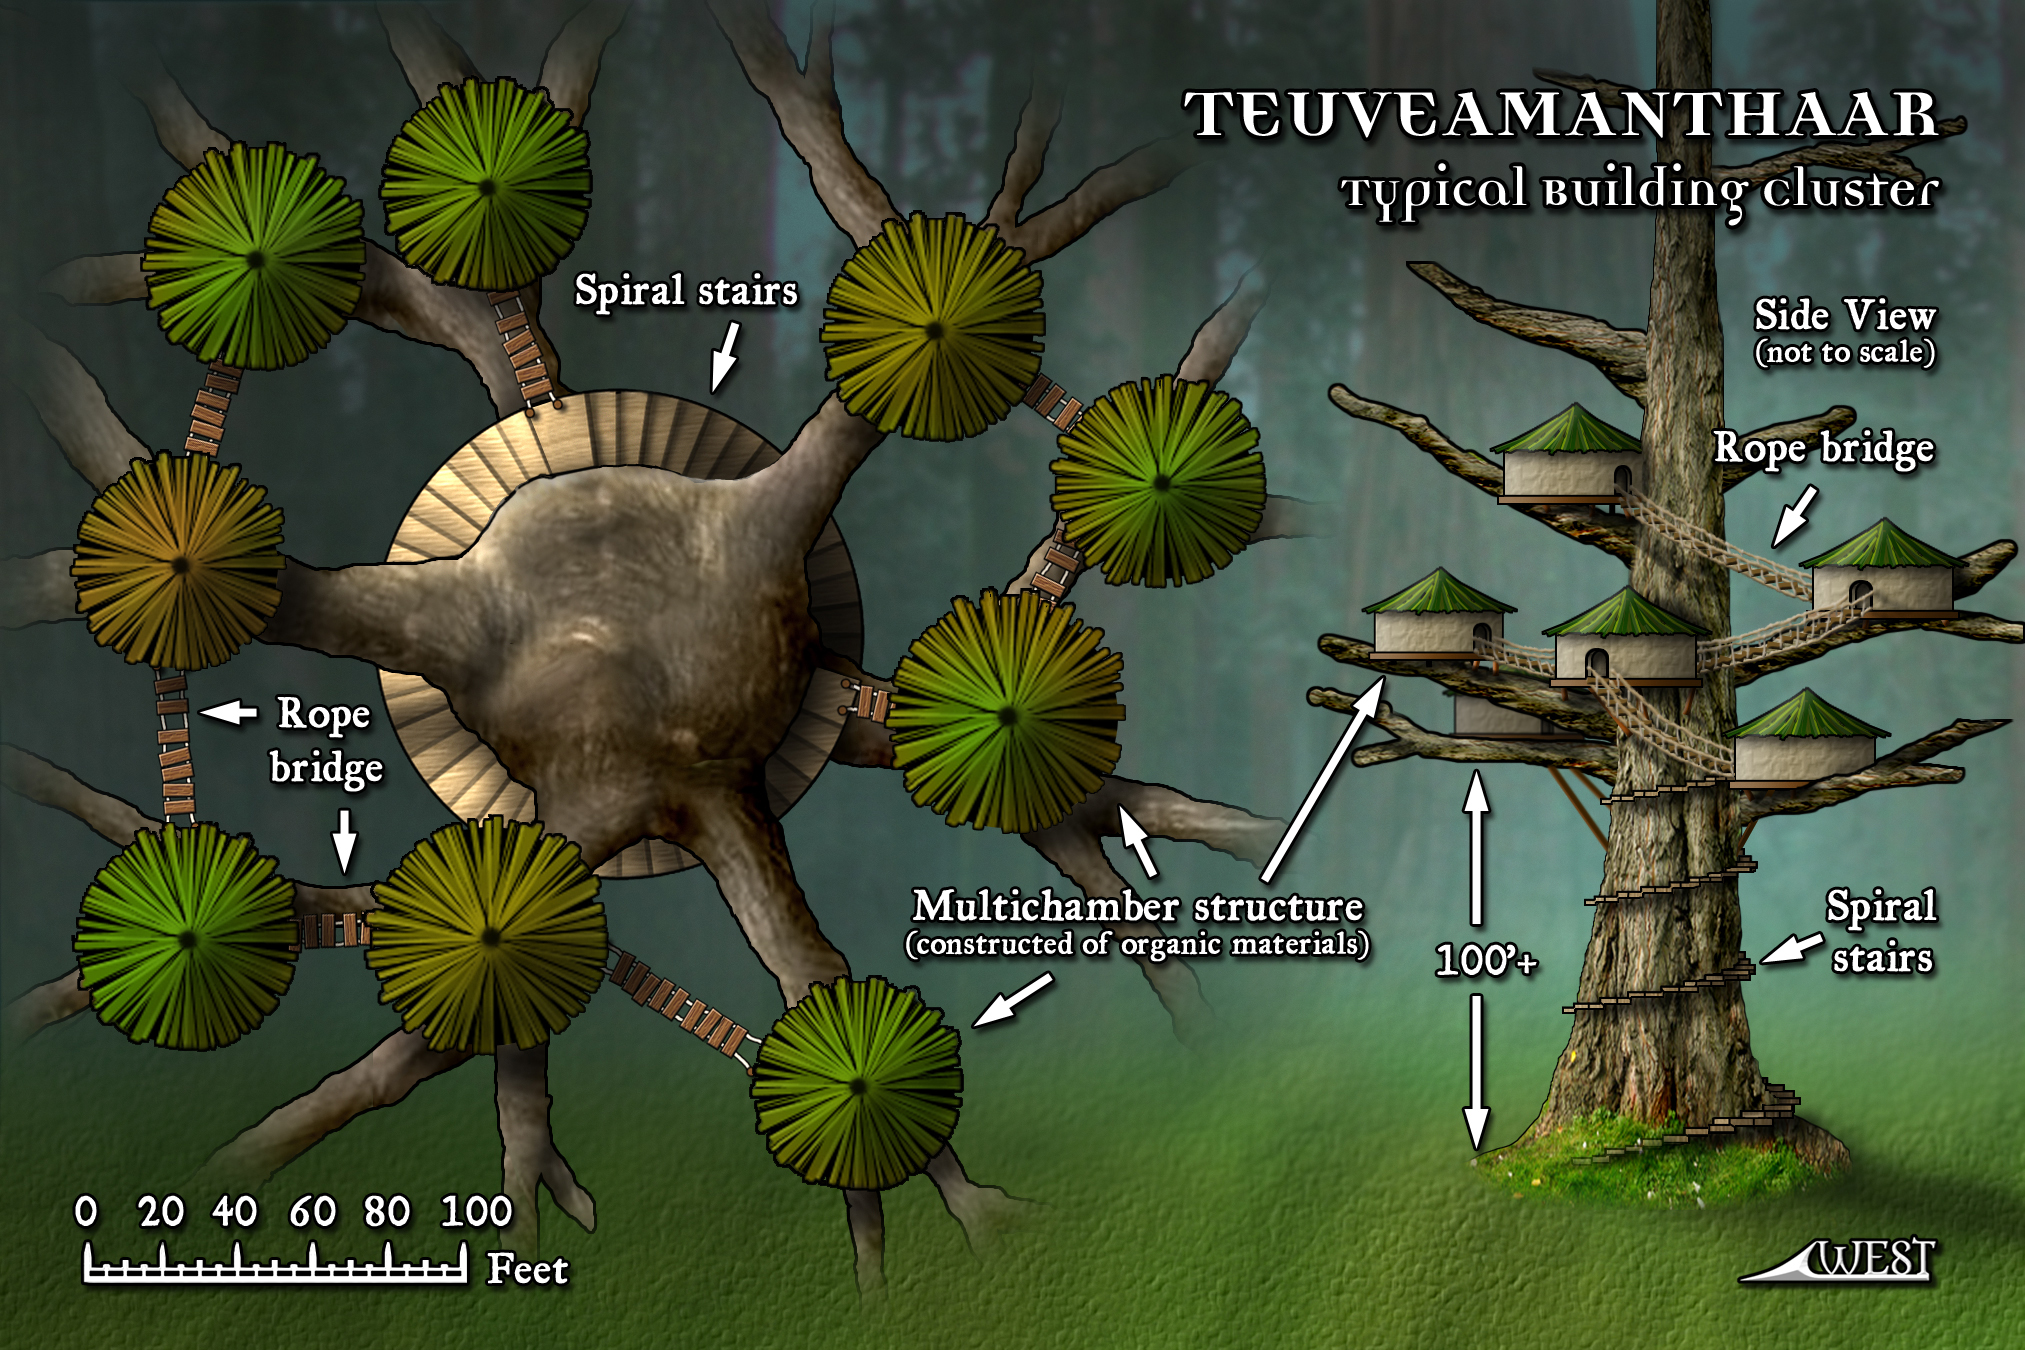 TEUVEAMANTHAAR
Typical Building Cluster
Spiral stairs
Side View
(not to scale)
Rope bridge
Rope
bridge
Multichamber structure
(constructed of organic materials)
100'+
Spiral
stairs
0 20 40 60 80 100
Feet
WEST